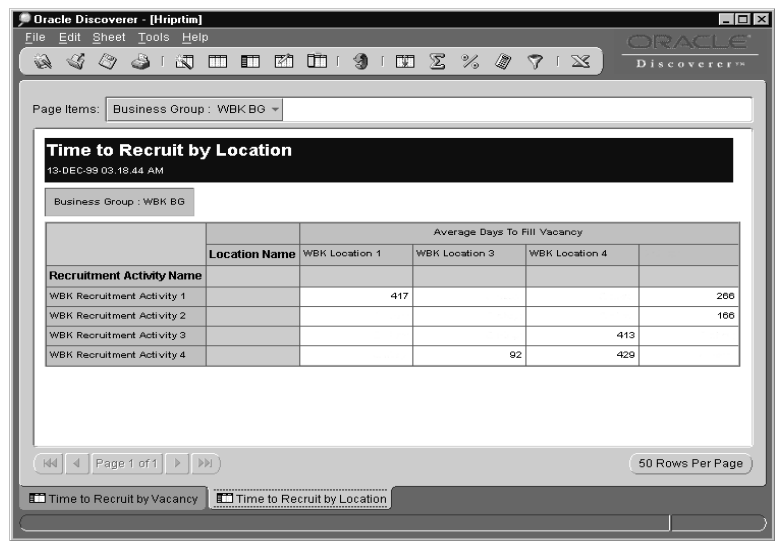 Oracle Discoverer - [Hriprtim]
File Edit Sheet Tools Help
ORACLE
Discoverer™
Page Items: Business Group : WBK BG
Time to Recruit by Location
13-DEC-99 03.18.44 AM
Business Group : WBK BG
Average Days To Fill Vacancy
Location Name WBK Location 1 WBK Location 3 WBK Location 4
Recruitment Activity Name
WBK Recruitment Activity 1 417 266
WBK Recruitment Activity 2 166
WBK Recruitment Activity 3 413
WBK Recruitment Activity 4 92 429
Page 1 of 1 50 Rows Per Page
Time to Recruit by Vacancy Time to Recruit by Location